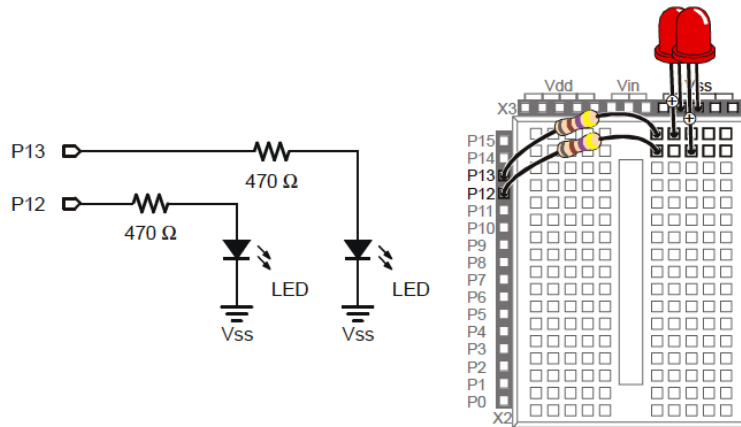 P13
470 Ω
P12
470 Ω
LED
LED
Vss
Vss
Vdd
Vin
Vss
X3
P15
P14
P13
P12
P11
P10
P9
P8
P7
P6
P5
P4
P3
P2
P1
P0
X2